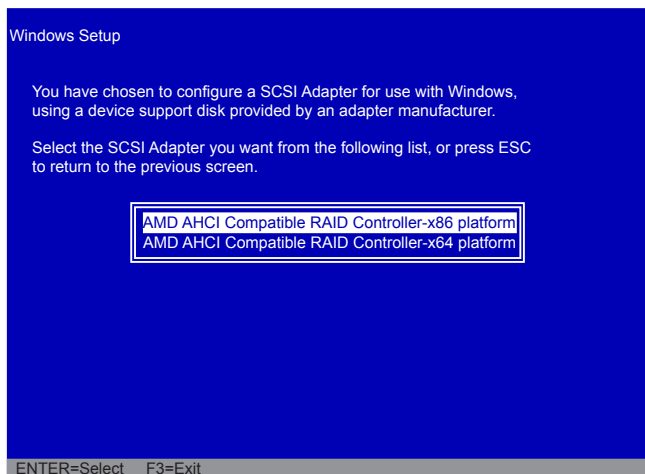 Windows Setup
You have chosen to configure a SCSI Adapter for use with Windows,
using a device support disk provided by an adapter manufacturer.
Select the SCSI Adapter you want from the following list, or press ESC
to return to the previous screen.
AMD AHCI Compatible RAID Controller-x86 platform
AMD AHCI Compatible RAID Controller-x64 platform
ENTER=Select F3=Exit